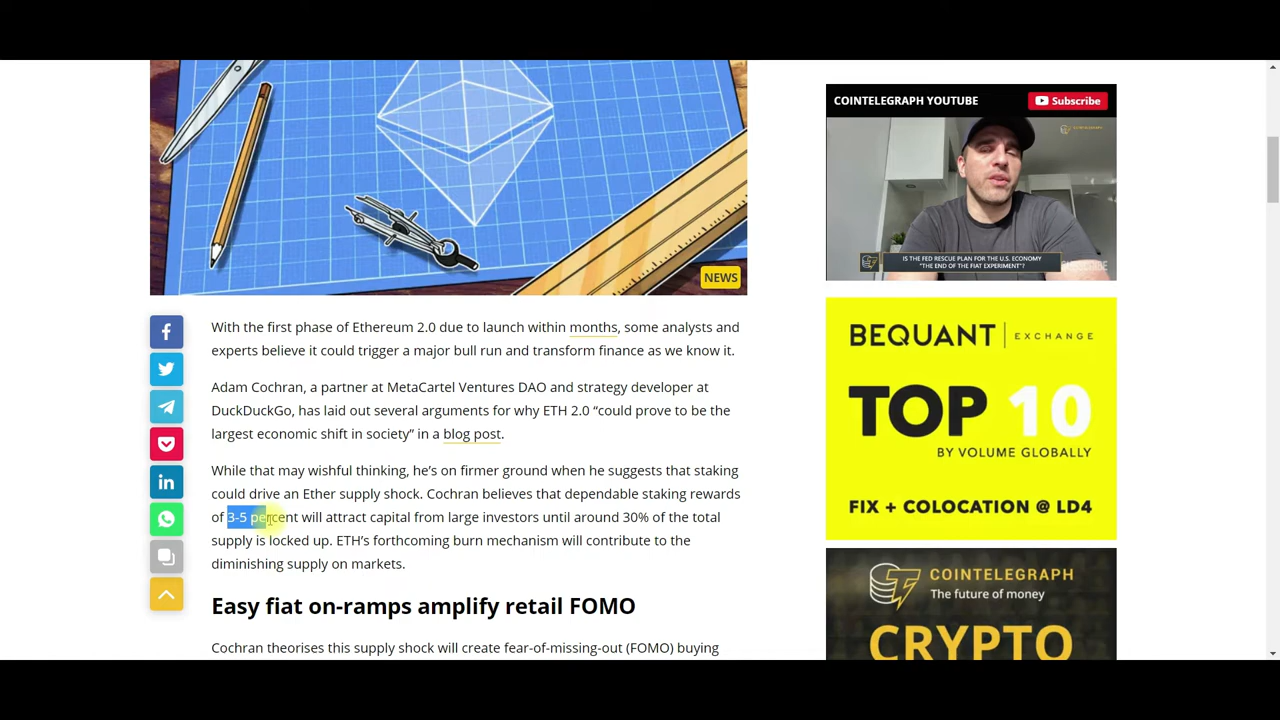 COINTELEGRAPH YOUTUBE
Subscribe
IS THE FED RESCUE PLAN FOR THE U.S. ECONOMY
"THE END OF THE FIAT EXPERIMENT"?
SUBSCRIBE
NEWS
With the first phase of Ethereum 2.0 due to launch within months, some analysts and
experts believe it could trigger a major bull run and transform finance as we know it.
Adam Cochran, a partner at MetaCartel Ventures DAO and strategy developer at
DuckDuckGo, has laid out several arguments for why ETH 2.0 “could prove to be the
largest economic shift in society” in a blog post.
While that may wishful thinking, he’s on firmer ground when he suggests that staking
could drive an Ether supply shock. Cochran believes that dependable staking rewards
of 3-5 percent will attract capital from large investors until around 30% of the total
supply is locked up. ETH’s forthcoming burn mechanism will contribute to the
diminishing supply on markets.
Easy fiat on-ramps amplify retail FOMO
Cochran theorises this supply shock will create fear-of-missing-out (FOMO) buying
BEQUANT EXCHANGE
TOP 10
BY VOLUME GLOBALLY
FIX + COLOCATION @ LD4
COINTELEGRAPH
The future of money
CRYPTO